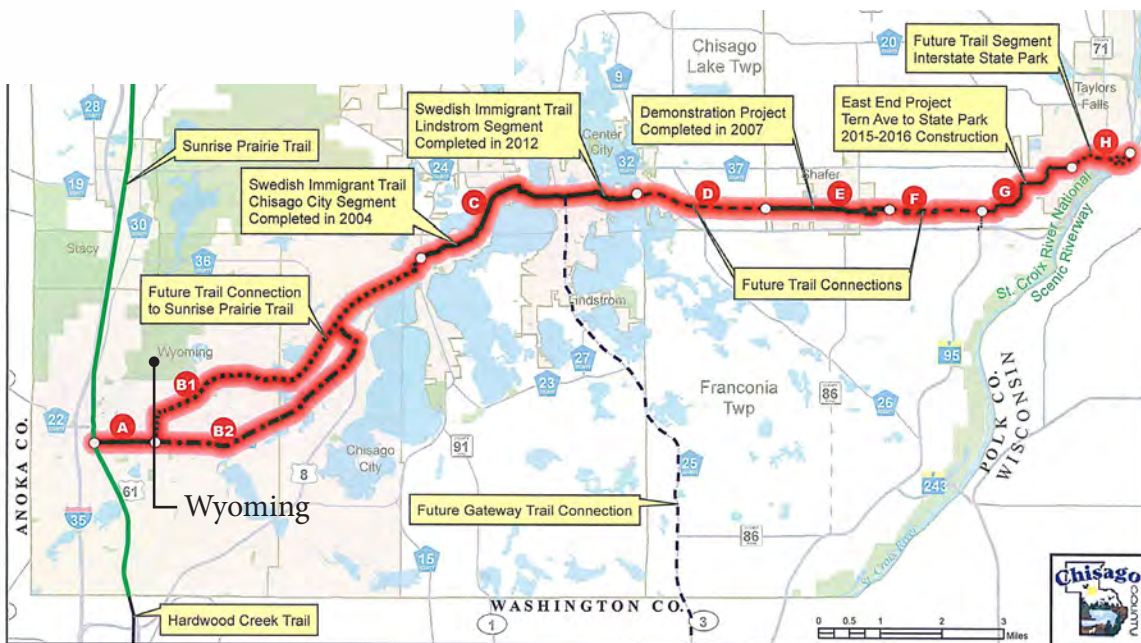 Chisago
Lake Twp
20
Future Trail Segment
Interstate State Park
71
Taylors
Falls
28
9
Swedish Immigrant Trail
Lindstrom Segment
Completed in 2012
Center
City
Demonstration Project
Completed in 2007
East End Project
Tern Ave to State Park
2015-2016 Construction
Sunrise Prairie Trail
24
32
37
Shafer
H
19
Swedish Immigrant Trail
Chisago City Segment
Completed in 2004
C
D
E
F
G
30
Stacy
36
Future Trail Connections
St. Croix River National
Scenic Riverway
Future Trail Connection
to Sunrise Prairie Trail
Lindstrom
Wyoming
B1
27
95
23
Franconia
Twp
86
26
22
A
B2
Chisago
City
91
8
61
25
243
POLK CO.
WISCONSIN
ANOKA CO.
Wyoming
35
Future Gateway Trail Connection
86
15
St. Croix River
Hardwood Creek Trail
WASHINGTON CO.
1
3
0 0.5 1 2 3
Miles
Chisago
county